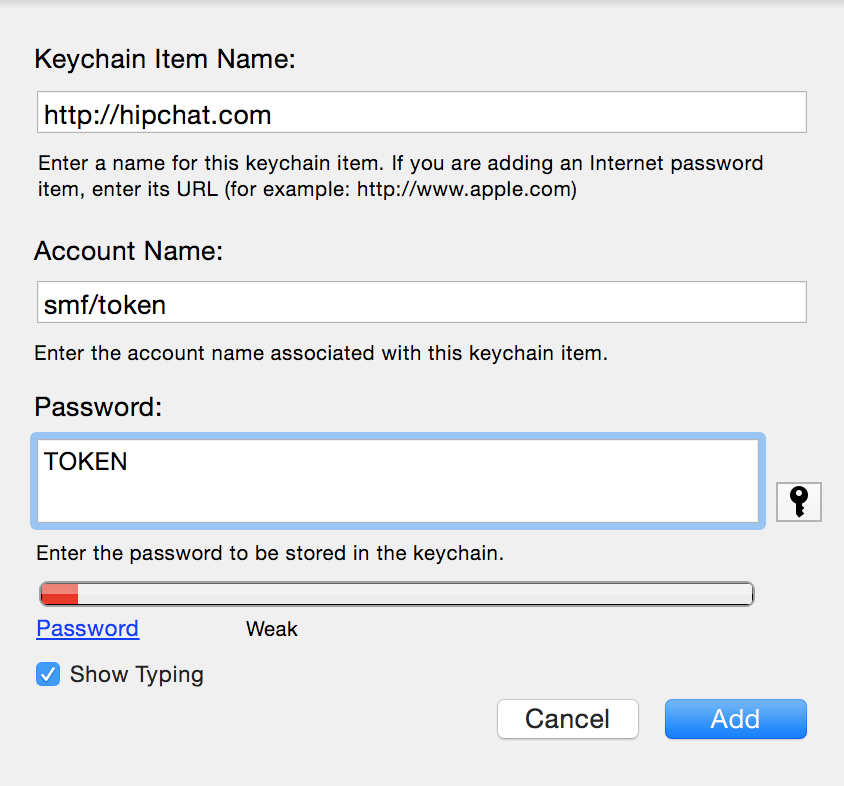 Keychain Item Name:
http://hipchat.com
Enter a name for this keychain item. If you are adding an Internet password
item, enter its URL (for example: http://www.apple.com)
Account Name:
smf/token
Enter the account name associated with this keychain item.
Password:
TOKEN
Enter the password to be stored in the keychain.
Password Weak
Show Typing
Cancel Add